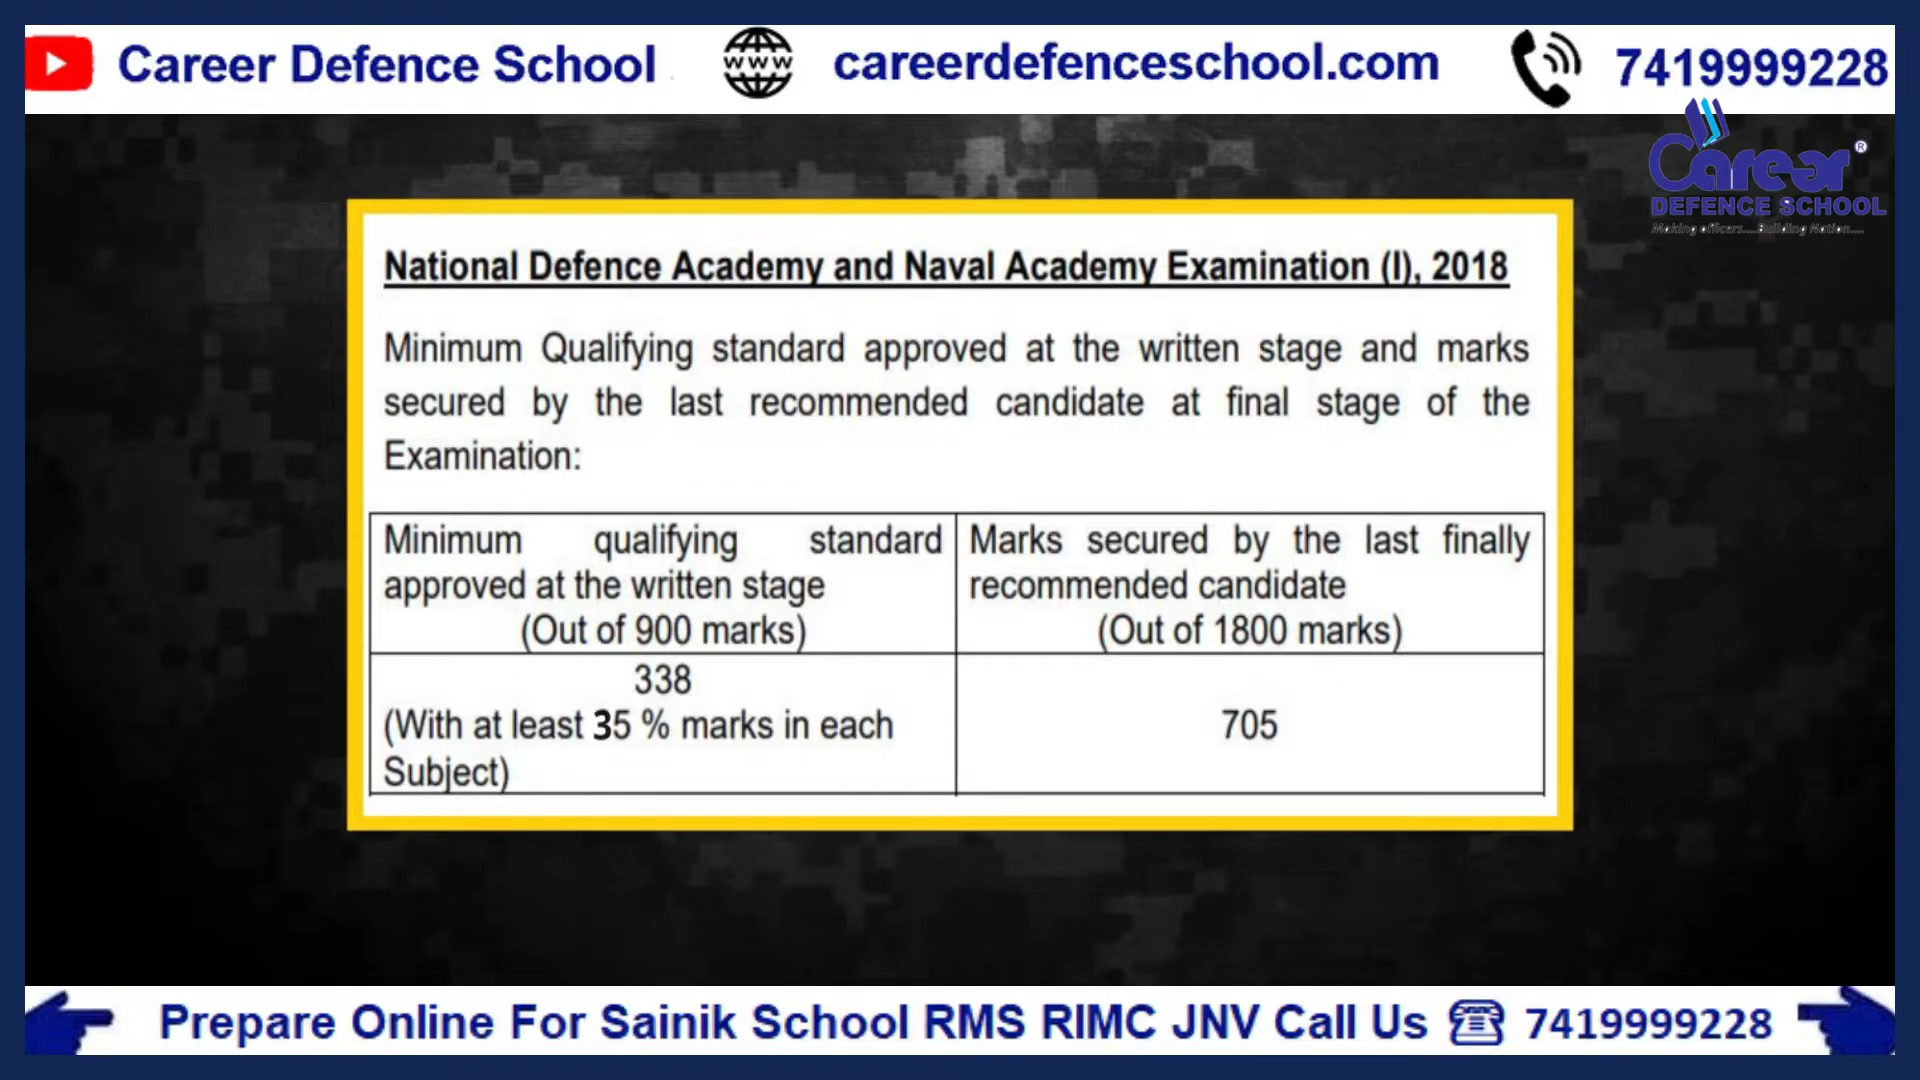 Career Defence School
www
careerdefenceschool.com
7419999228
Career®
DEFENCE SCHOOL
Making officers....Building Nation....
National Defence Academy and Naval Academy Examination (I), 2018
Minimum Qualifying standard approved at the written stage and marks
secured by the last recommended candidate at final stage of the
Examination:
Minimum qualifying standard
approved at the written stage
(Out of 900 marks)
Marks secured by the last finally
recommended candidate
(Out of 1800 marks)
338
(With at least 35 % marks in each
Subject)
705
Prepare Online For Sainik School RMS RIMC JNV Call Us 7419999228